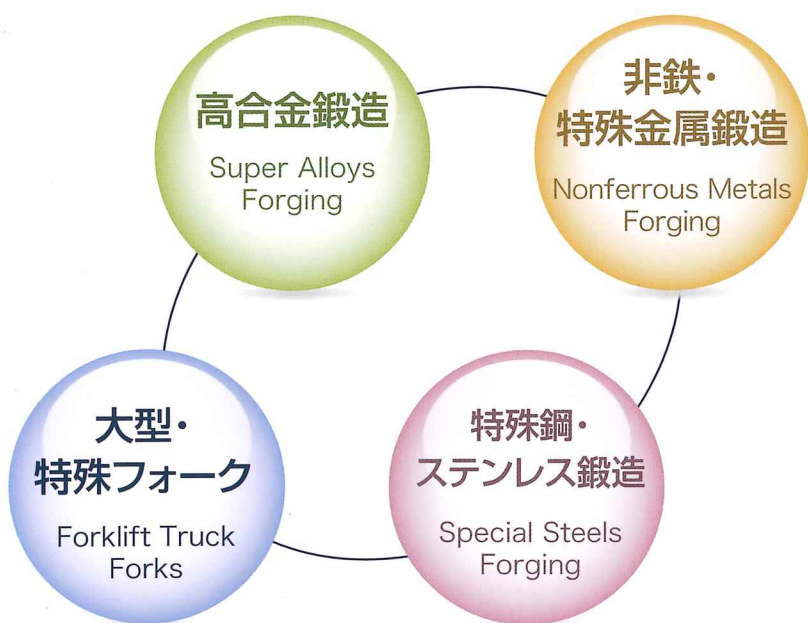 高合金鍛造
Super Alloys
Forging
非鉄・
特殊金属鍛造
Nonferrous Metals
Forging
大型・
特殊フォーク
Forklift Truck
Forks
特殊鋼・
ステンレス鍛造
Special Steels
Forging